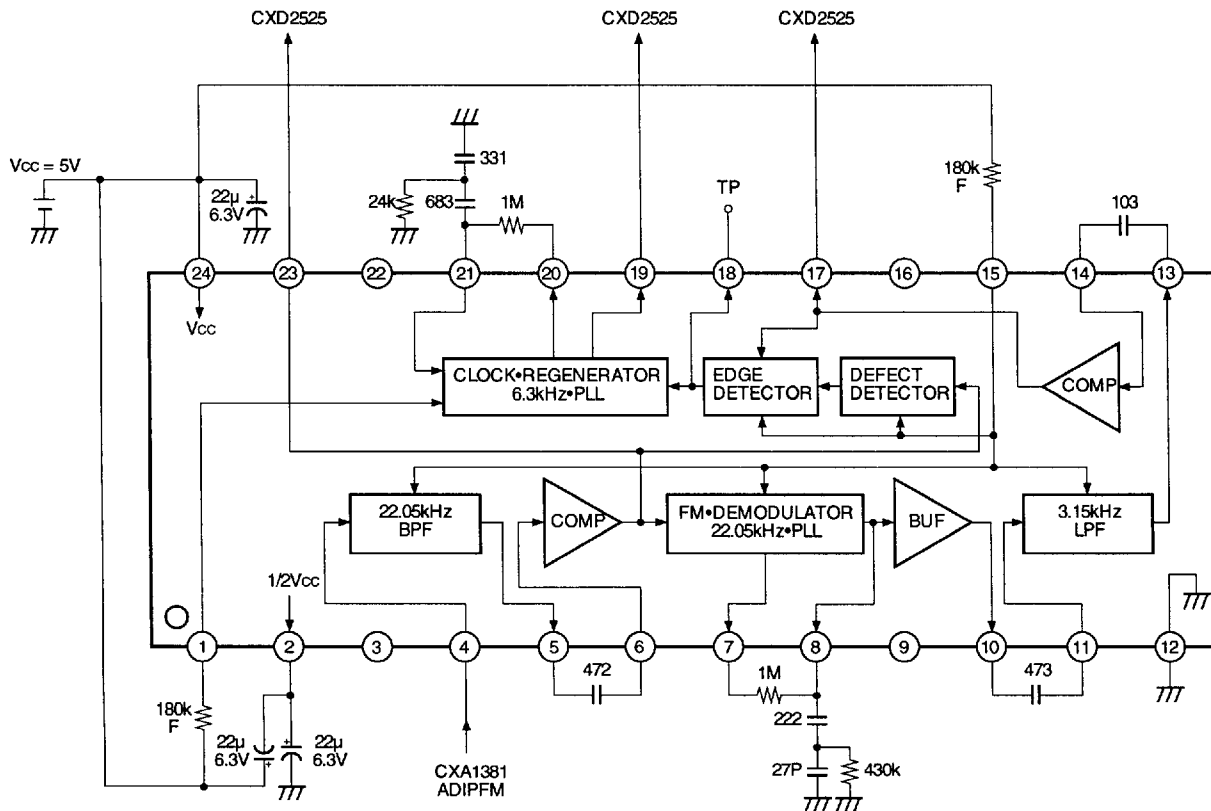 CXD2525 CXD2525 CXD2525
331
Vcc = 5V
22μ
6.3V
24k
683
1M
TP
180k
F
103
24 23 22 21 20 19 18 17 16 15 14 13
Vcc
CLOCK•REGENERATOR
6.3kHz•PLL
EDGE
DETECTOR
DEFECT
DETECTOR
COMP
22.05kHz
BPF
COMP
FM•DEMODULATOR
22.05kHz•PLL
BUF
3.15kHz
LPF
1/2Vcc
1 2 3 4 5 6 7 8 9 10 11 12
180k
F
22μ
6.3V
22μ
6.3V
CXA1381
ADIPFM
472
1M
222
27P
430k
473